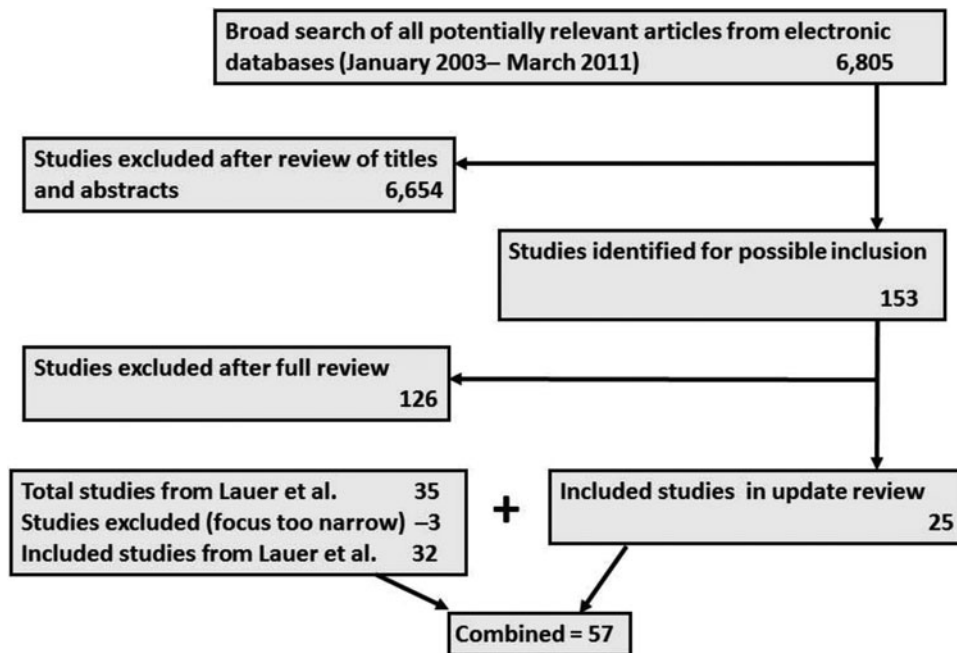 Broad search of all potentially relevant articles from electronic
databases (January 2003– March 2011) 6,805
Studies excluded after review of titles
and abstracts
6,654
Studies identified for possible inclusion
153
Studies excluded after full review
126
Total studies from Lauer et al. 35
Studies excluded (focus too narrow) –3
Included studies from Lauer et al. 32
+
Included studies in update review
25
Combined = 57